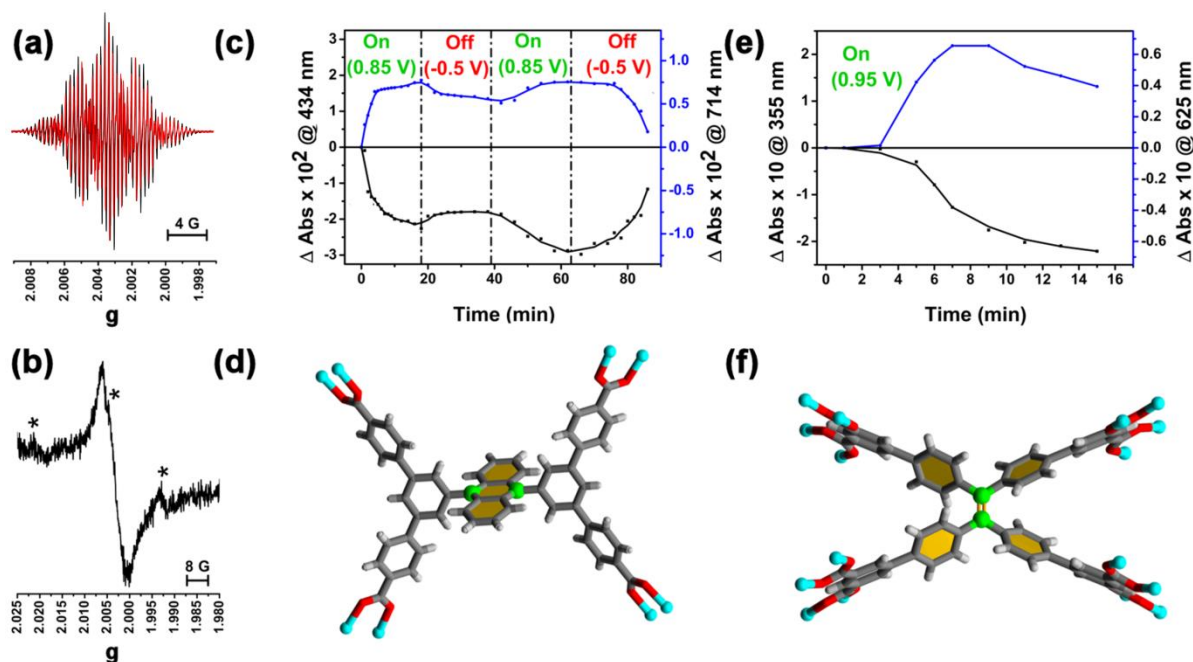 (a)
4 G
2.008 2.006 2.004 2.002 2.000 1.998
g
(b)
*
*
*
8 G
2.025 2.020 2.015 2.010 2.005 2.000 1.995 1.990 1.985 1.980
g
(c)
On Off On Off
(0.85 V) (-0.5 V) (0.85 V) (-0.5 V)
Δ Abs x 10² @ 434 nm
2
1
0
-1
-2
-3
Δ Abs x 10² @ 714 nm
1.0
0.5
0.0
-0.5
-1.0
0 20 40 60 80
Time (min)
(d)
(e)
On
(0.95 V)
Δ Abs x 10 @ 355 nm
2
1
0
-1
-2
Δ Abs x 10 @ 625 nm
0.6
0.4
0.2
0.0
-0.2
-0.4
-0.6
0 2 4 6 8 10 12 14 16
Time (min)
(f)